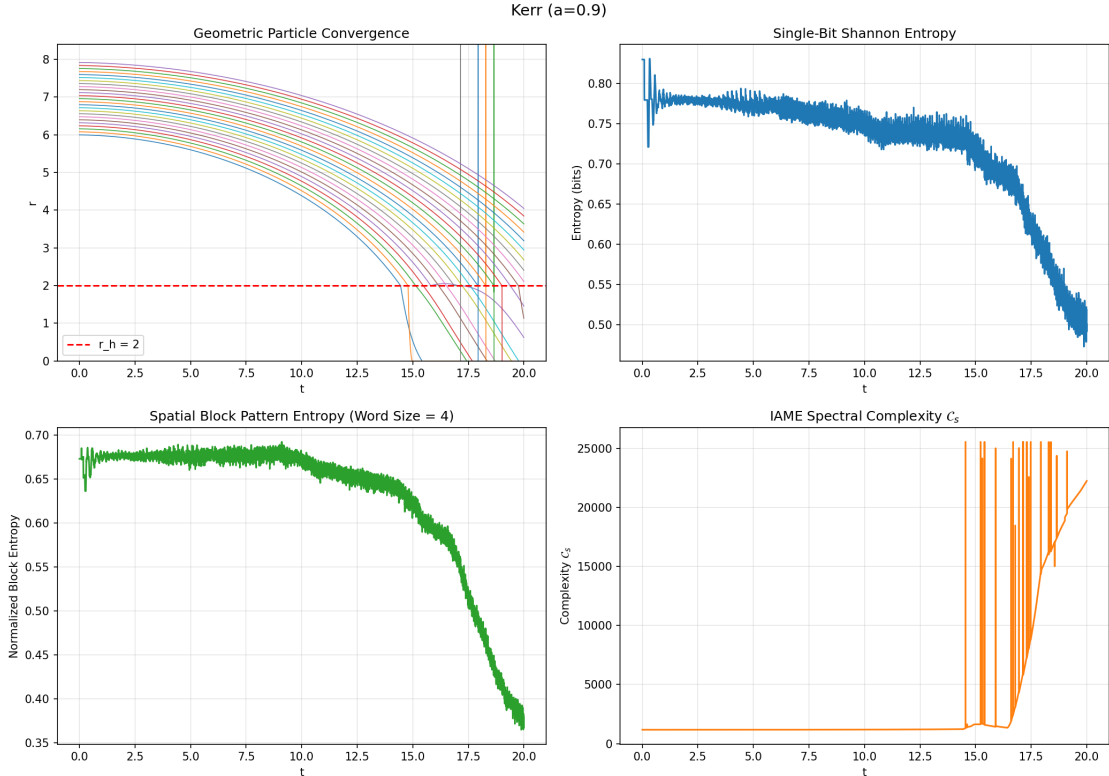 Kerr (a=0.9)
Geometric Particle Convergence
r
8
7
6
5
4
3
2
1
0
r_h = 2
0.0 2.5 5.0 7.5 10.0 12.5 15.0 17.5 20.0
t
Single-Bit Shannon Entropy
Entropy (bits)
0.80
0.75
0.70
0.65
0.60
0.55
0.50
0.0 2.5 5.0 7.5 10.0 12.5 15.0 17.5 20.0
t
Spatial Block Pattern Entropy (Word Size = 4)
Normalized Block Entropy
0.70
0.65
0.60
0.55
0.50
0.45
0.40
0.35
0.0 2.5 5.0 7.5 10.0 12.5 15.0 17.5 20.0
t
IAME Spectral Complexity 𝒞ₛ
Complexity 𝒞ₛ
25000
20000
15000
10000
5000
0
0.0 2.5 5.0 7.5 10.0 12.5 15.0 17.5 20.0
t